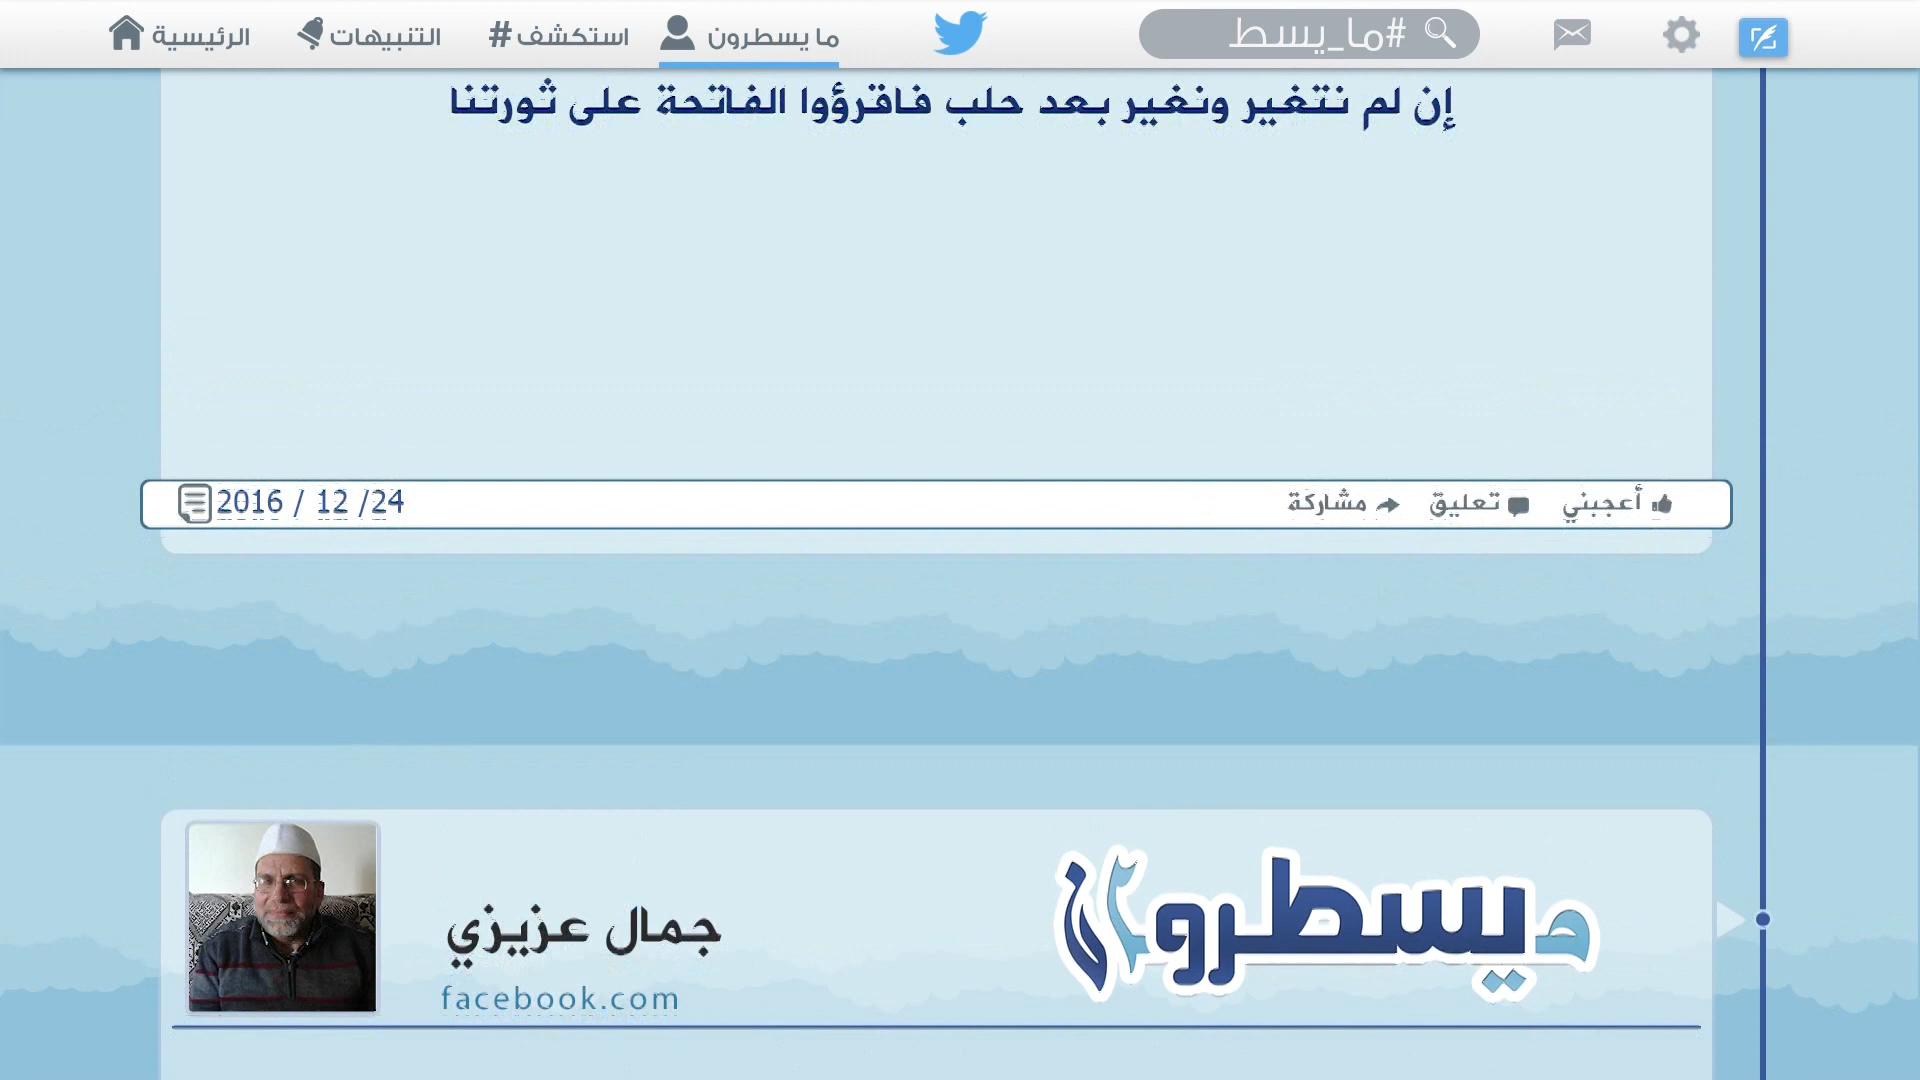 الرئيسية التنبيهات #استكشف ما يسطرون #ما_يسط
إن لم نتغير ونغير بعد حلب فاقرؤوا الفاتحة على ثورتنا
2016 / 12 /24 أعجبني تعليق مشاركة
ما يسطرون
جمال عزيزي
facebook.com